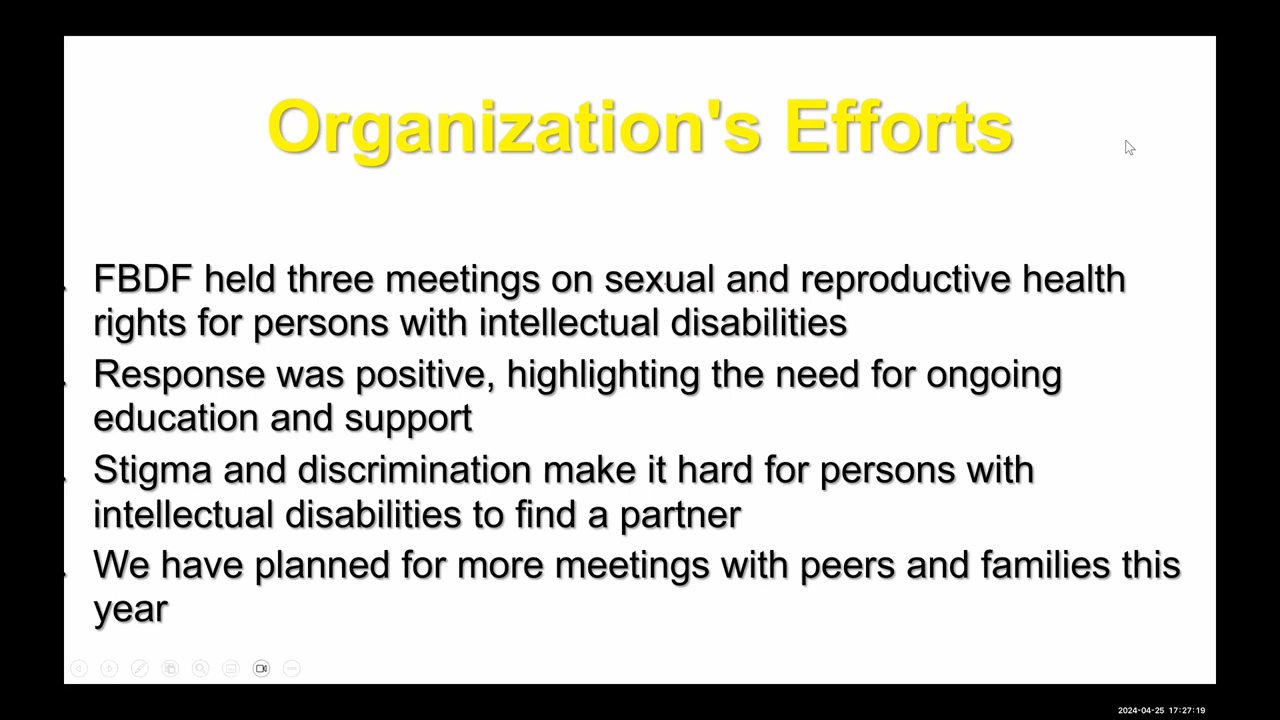 Organization's Efforts
FBDF held three meetings on sexual and reproductive health
rights for persons with intellectual disabilities
Response was positive, highlighting the need for ongoing
education and support
Stigma and discrimination make it hard for persons with
intellectual disabilities to find a partner
We have planned for more meetings with peers and families this
year
2024-04-25 17:27:19